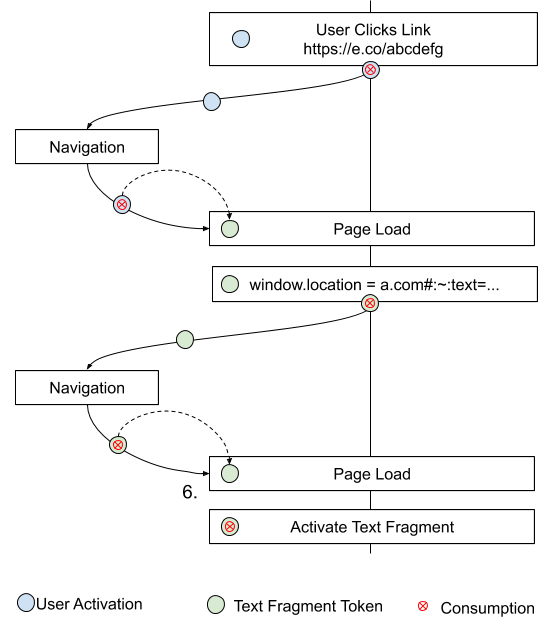 User Clicks Link
https://e.co/abcdefg
Navigation
Page Load
window.location = a.com#:~:text=...
Navigation
Page Load
6.
Activate Text Fragment
User Activation
Text Fragment Token
Consumption